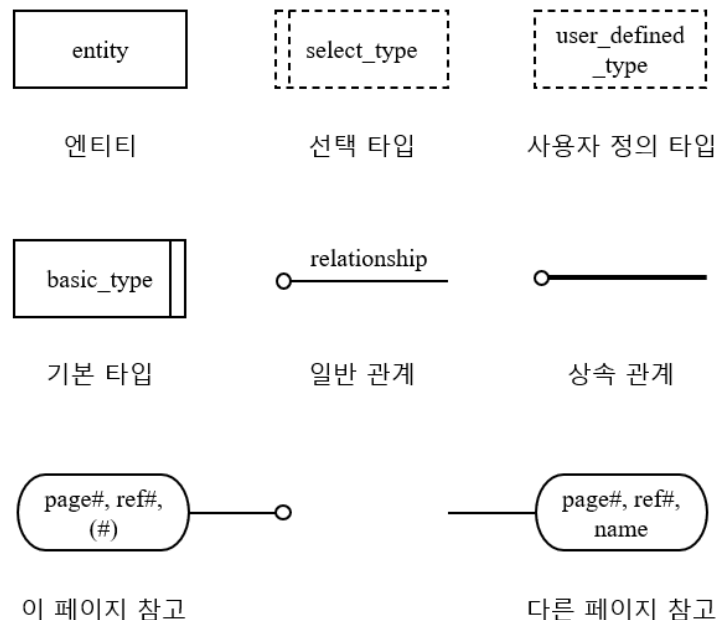 entity
select_type
user_defined
_type
엔티티
선택 타입
사용자 정의 타입
basic_type
relationship
기본 타입
일반 관계
상속 관계
page#, ref#,
(#)
page#, ref#,
name
이 페이지 참고
다른 페이지 참고